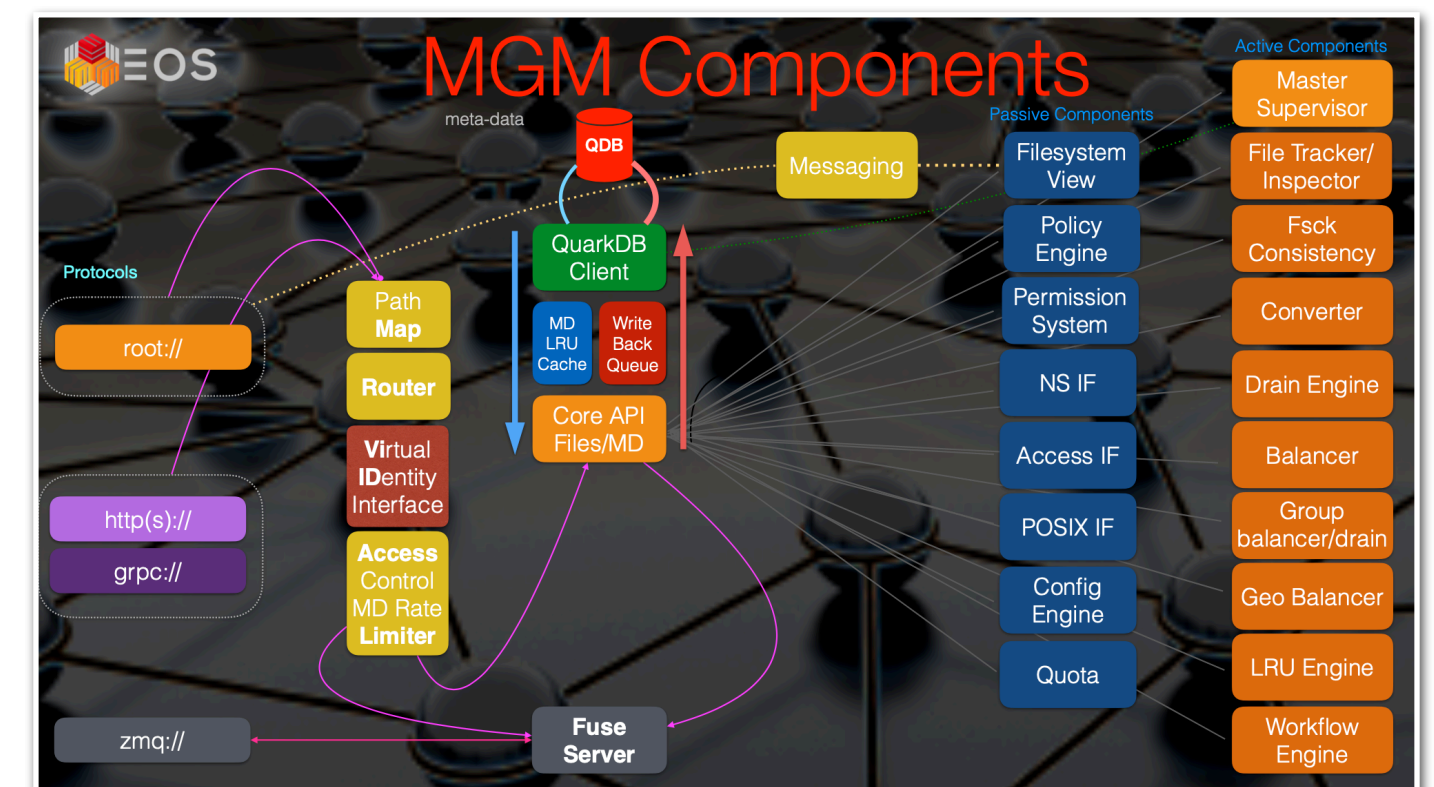 EOS
MGM Components
meta-data
QDB
Messaging
Protocols
root://
http(s)://
grpc://
zmq://
Path
Map
Router
Virtual
IDentity
Interface
Access
Control
MD Rate
Limiter
QuarkDB
Client
MD
LRU
Cache
Write
Back
Queue
Core API
Files/MD
Fuse
Server
Passive Components
Filesystem
View
Policy
Engine
Permission
System
NS IF
Access IF
POSIX IF
Config
Engine
Quota
Active Components
Master
Supervisor
File Tracker/
Inspector
Fsck
Consistency
Converter
Drain Engine
Balancer
Group
balancer/drain
Geo Balancer
LRU Engine
Workflow
Engine